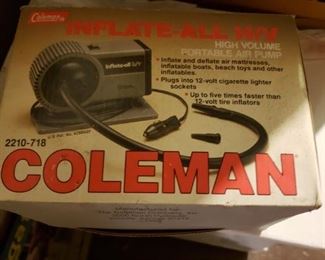 Coleman
INFLATE-ALL H/V
HIGH VOLUME
PORTABLE AIR PUMP
• Inflate and deflate air mattresses,
inflatable boats, beach toys and other
inflatables.
• Plugs into 12-volt cigarette lighter
sockets
• Up to five times faster than
12-volt tire inflators
Inflate-all H/V
2210-718
COLEMAN
Manufactured for